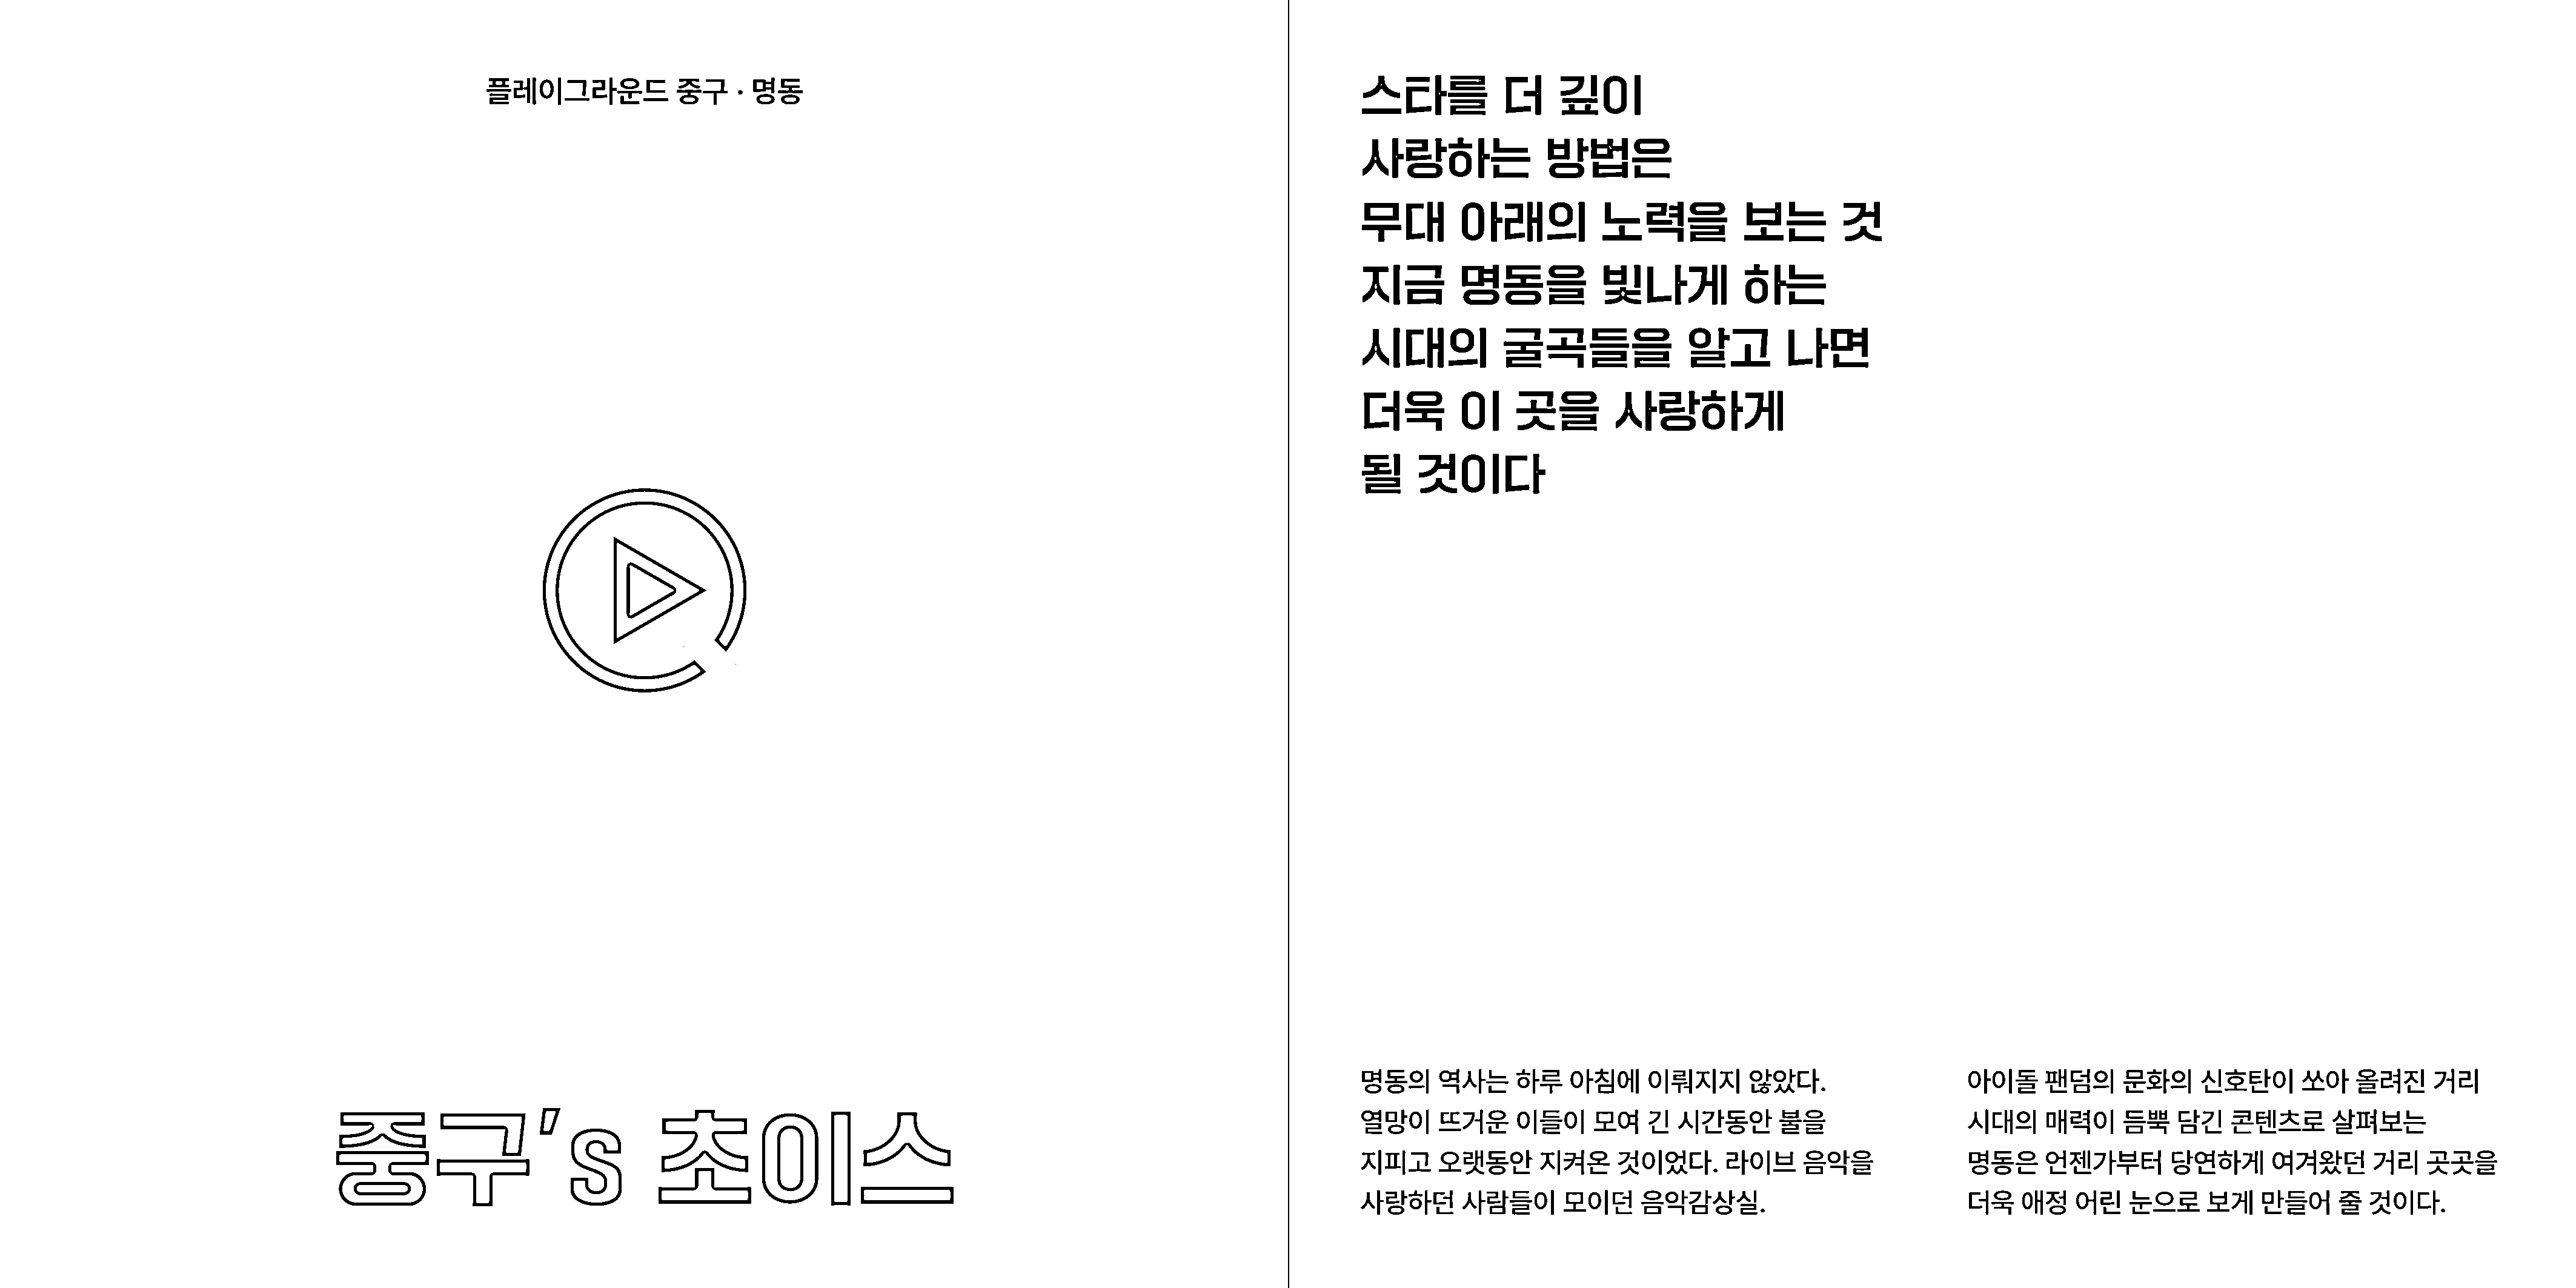 플레이그라운드 중구 · 명동
중구's 초이스
스타를 더 깊이
사랑하는 방법은
무대 아래의 노력을 보는 것
지금 명동을 빛나게 하는
시대의 굴곡들을 알고 나면
더욱 이 곳을 사랑하게
될 것이다
명동의 역사는 하루 아침에 이뤄지지 않았다.
열망이 뜨거운 이들이 모여 긴 시간동안 불을
지피고 오랫동안 지켜온 것이었다. 라이브 음악을
사랑하던 사람들이 모이던 음악감상실.
아이돌 팬덤의 문화의 신호탄이 쏘아 올려진 거리
시대의 매력이 듬뿍 담긴 콘텐츠로 살펴보는
명동은 언젠가부터 당연하게 여겨왔던 거리 곳곳을
더욱 애정 어린 눈으로 보게 만들어 줄 것이다.